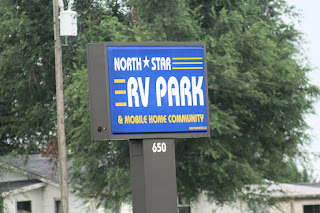 NORTH★STAR
RV PARK
& MOBILE HOME COMMUNITY
650